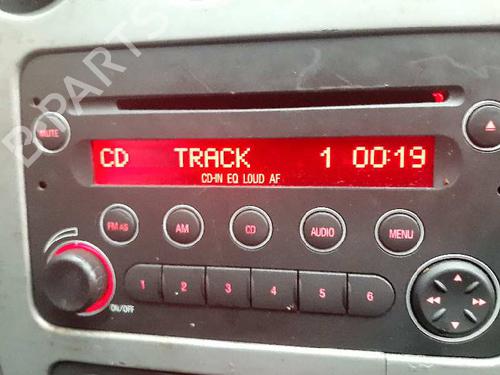 B-PARTS
MUTE
CD TRACK 1 00:19
CD-IN EQ LOUD AF
FM AS AM CD AUDIO MENU
1 2 3 4 5 6
ON/OFF